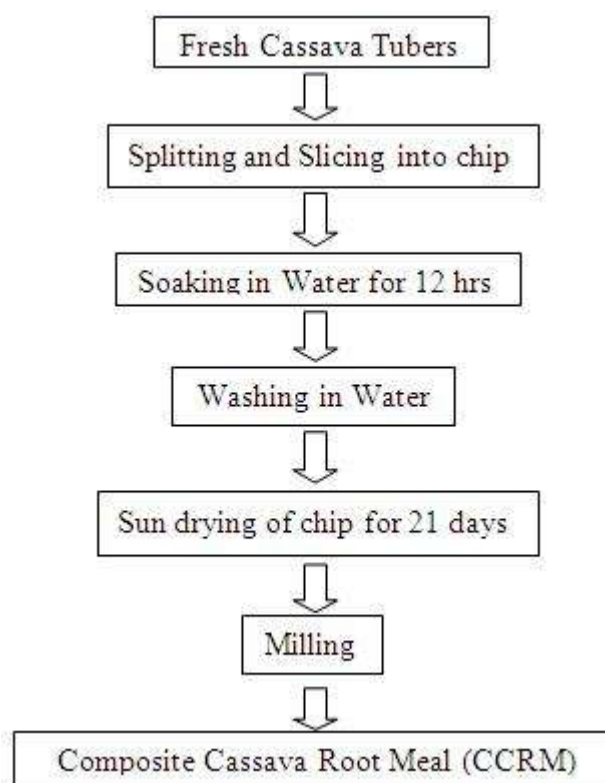 Fresh Cassava Tubers
Splitting and Slicing into chip
Soaking in Water for 12 hrs
Washing in Water
Sun drying of chip for 21 days
Milling
Composite Cassava Root Meal (CCRM)